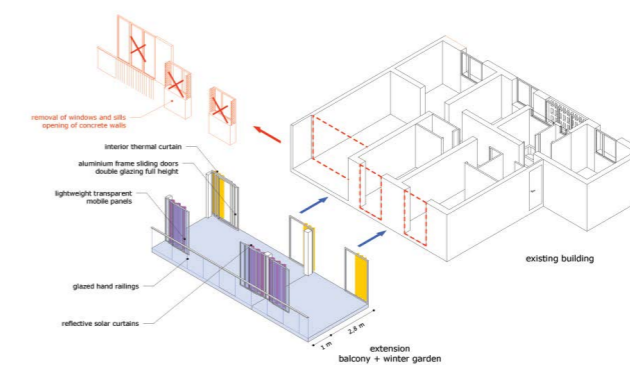 removal of windows and sills
opening of concrete walls
interior thermal curtain
aluminium frame sliding doors
double glazing full height
lightweight transparent
mobile panels
existing building
glazed hand railings
reflective solar curtains
1 m
2,8 m
extension
balcony + winter garden